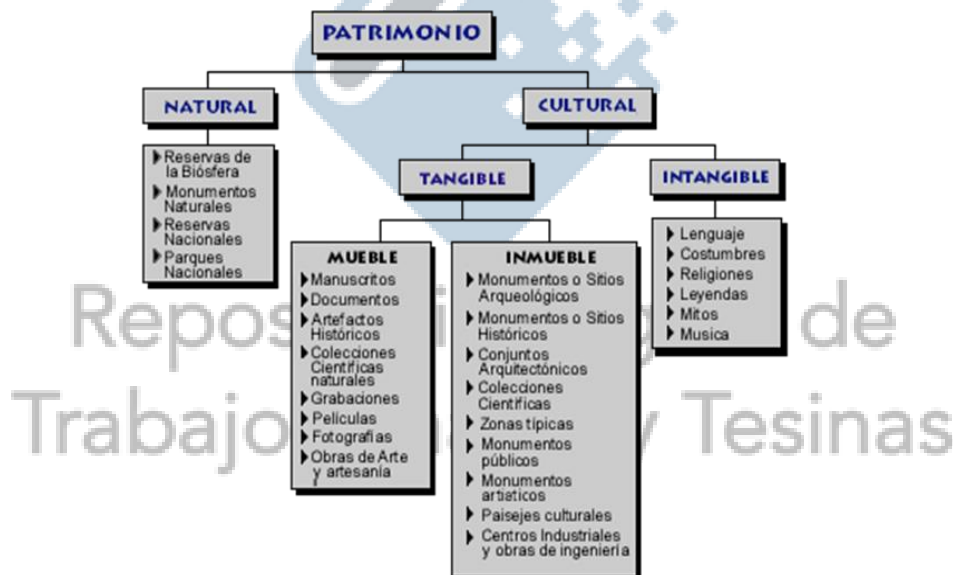 PATRIMONIO
NATURAL
CULTURAL
Reservas de
la Biósfera
Monumentos
Naturales
Reservas
Nacionales
Parques
Nacionales
TANGIBLE
INTANGIBLE
MUEBLE
Manuscritos
Documentos
Artefactos
Históricos
Colecciones
Científicas
naturales
Grabaciones
Películas
Fotografías
Obras de Arte
y artesanía
INMUEBLE
Monumentos o Sitios
Arqueológicos
Monumentos o Sitios
Históricos
Conjuntos
Arquitectónicos
Colecciones
Científicas
Zonas típicas
Monumentos
públicos
Monumentos
artísticos
Paisejes culturales
Centros Industriales
y obras de ingeniería
Lenguaje
Costumbres
Religiones
Leyendas
Mitos
Musica
de
y Tesinas